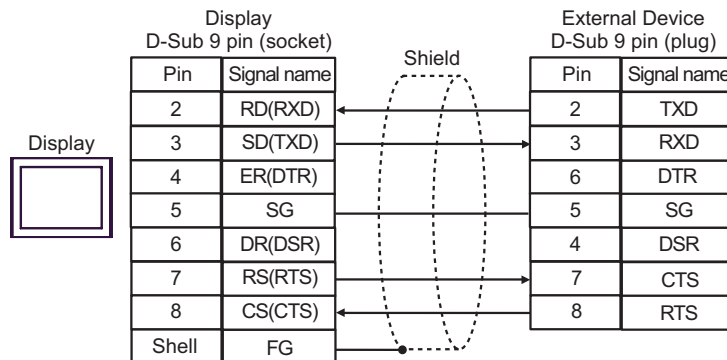 Display
D-Sub 9 pin (socket)
External Device
D-Sub 9 pin (plug)
Shield
Display
Pin Signal name
2 RD(RXD)
3 SD(TXD)
4 ER(DTR)
5 SG
6 DR(DSR)
7 RS(RTS)
8 CS(CTS)
Shell FG
Pin Signal name
2 TXD
3 RXD
6 DTR
5 SG
4 DSR
7 CTS
8 RTS